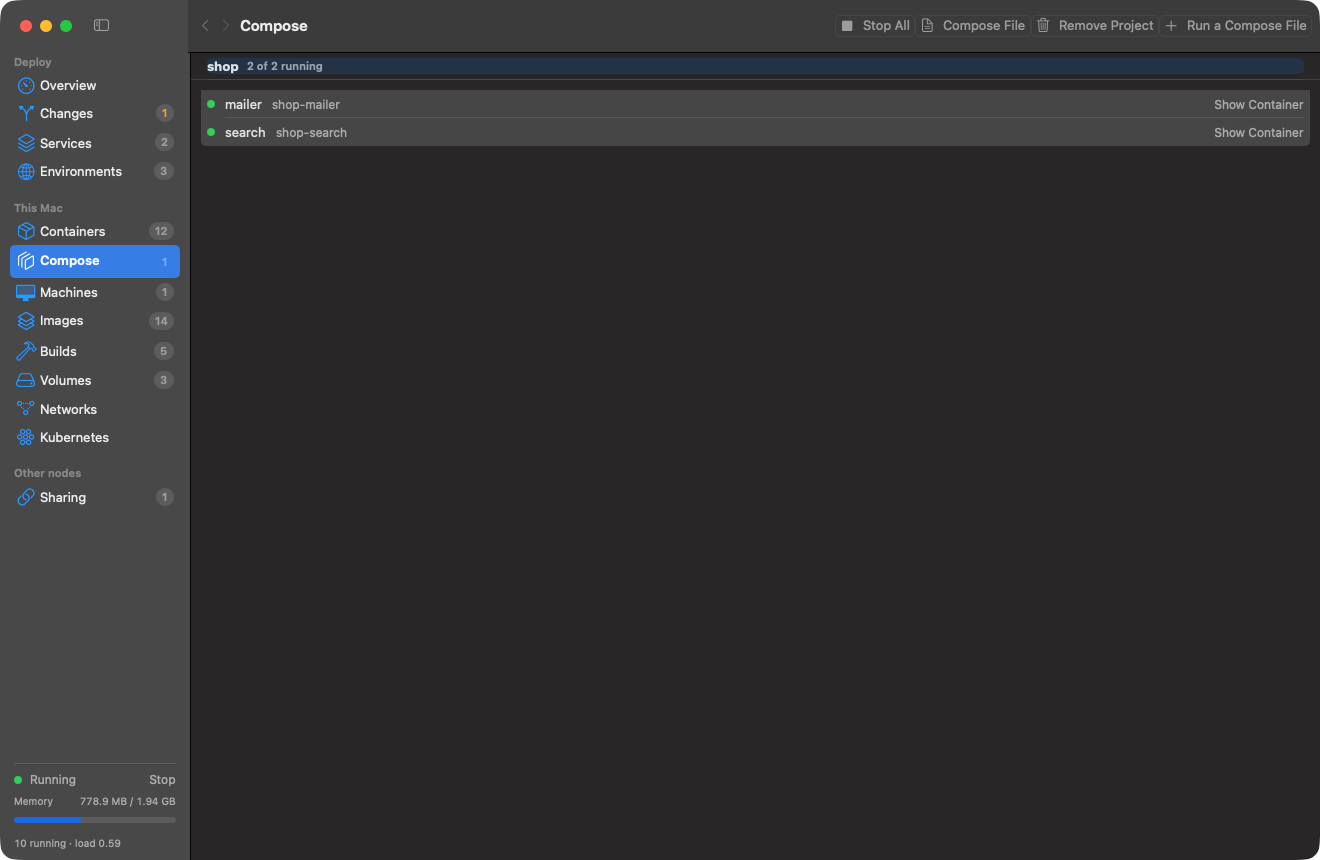 Compose
Stop All
Compose File
Remove Project
Run a Compose File
Deploy
Overview
Changes 1
Services 2
Environments 3
This Mac
Containers 12
Compose 1
Machines 1
Images 14
Builds 5
Volumes 3
Networks
Kubernetes
Other nodes
Sharing 1
Running Stop
Memory 778.9 MB / 1.94 GB
10 running · load 0.59
shop 2 of 2 running
mailer shop-mailer Show Container
search shop-search Show Container